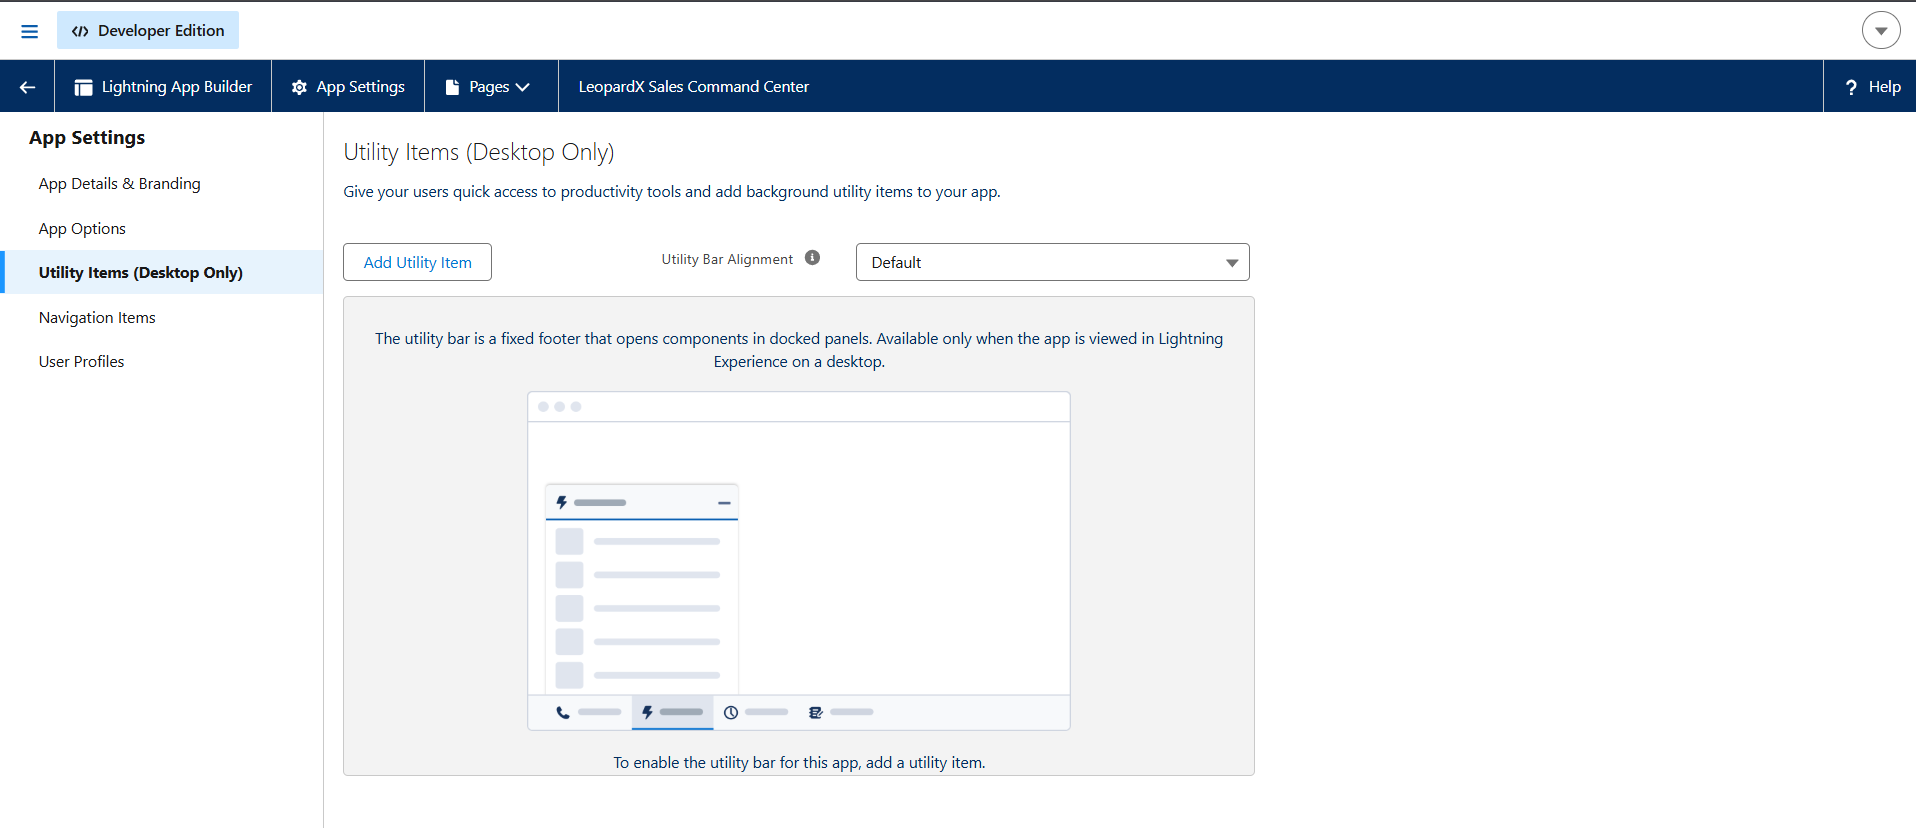 Developer Edition
Lightning App Builder
App Settings
Pages
LeopardX Sales Command Center
? Help
App Settings
App Details & Branding
App Options
Utility Items (Desktop Only)
Navigation Items
User Profiles
Utility Items (Desktop Only)
Give your users quick access to productivity tools and add background utility items to your app.
Add Utility Item
Utility Bar Alignment
Default
The utility bar is a fixed footer that opens components in docked panels. Available only when the app is viewed in Lightning
Experience on a desktop.
To enable the utility bar for this app, add a utility item.